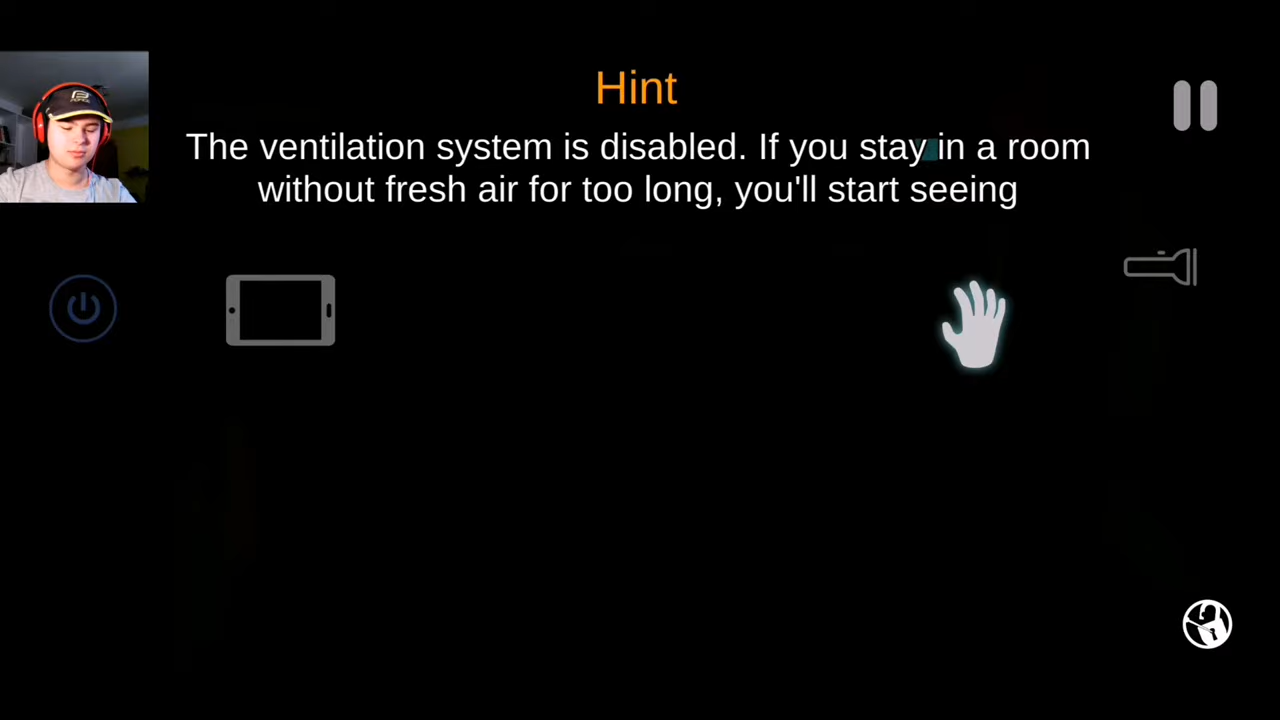 Hint
The ventilation system is disabled. If you stay in a room
without fresh air for too long, you'll start seeing